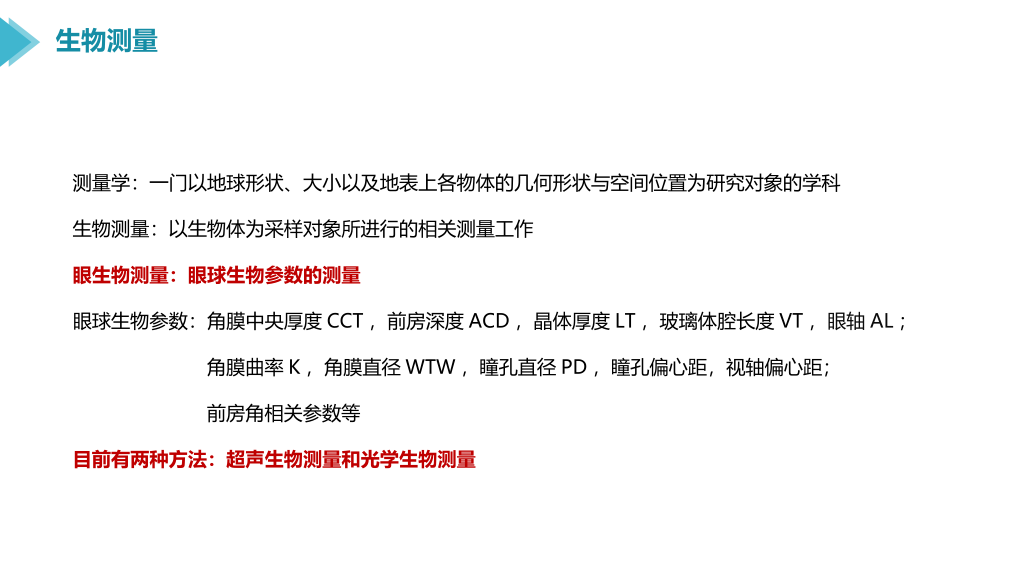 生物测量
测量学：一门以地球形状、大小以及地表上各物体的几何形状与空间位置为研究对象的学科
生物测量：以生物体为采样对象所进行的相关测量工作
眼生物测量：眼球生物参数的测量
眼球生物参数：角膜中央厚度 CCT ，前房深度 ACD ，晶体厚度 LT ，玻璃体腔长度 VT ，眼轴 AL ；
角膜曲率 K ，角膜直径 WTW ，瞳孔直径 PD ，瞳孔偏心距，视轴偏心距；
前房角相关参数等
目前有两种方法：超声生物测量和光学生物测量